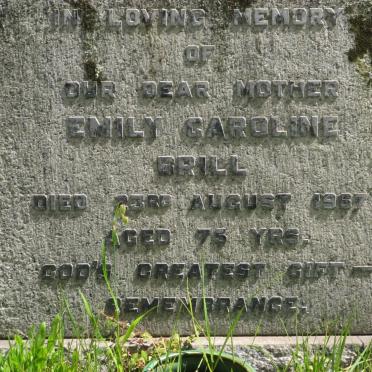 IN LOVING MEMORY
OF
OUR DEAR MOTHER
EMILY CAROLINE
BRILL
DIED 23RD AUGUST 1967
AGED 75 YRS.
GOD'S GREATEST GIFT —
REMEMBRANCE.